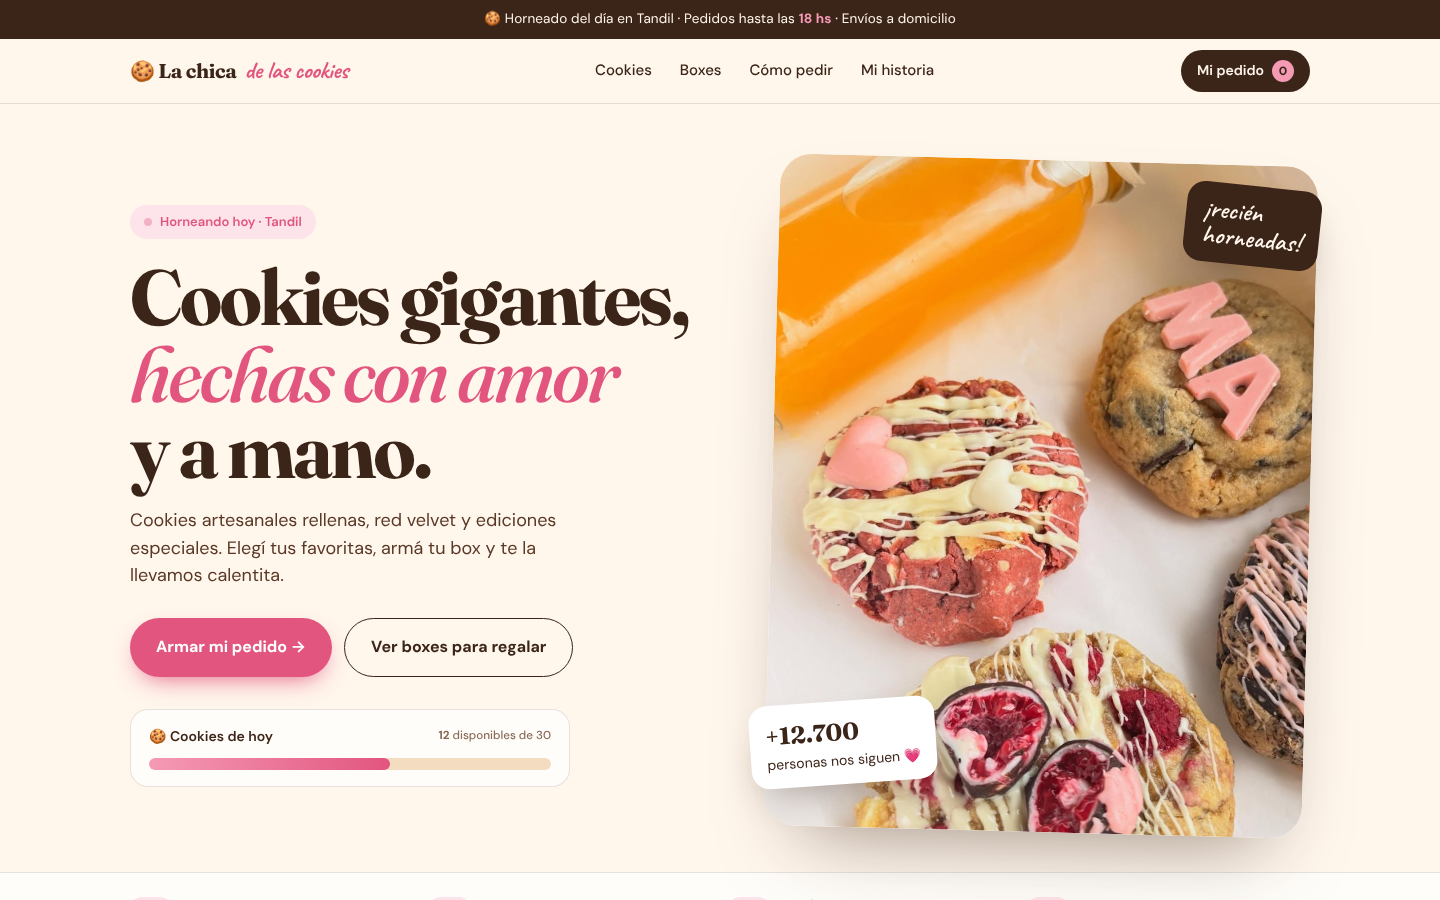 🍪 Horneado del día en Tandil · Pedidos hasta las 18 hs · Envíos a domicilio
🍪 La chica de las cookies
Cookies
Boxes
Cómo pedir
Mi historia
Mi pedido 0
Horneando hoy · Tandil
Cookies gigantes,
hechas con amor
y a mano.
Cookies artesanales rellenas, red velvet y ediciones
especiales. Elegí tus favoritas, armá tu box y te la
llevamos calentita.
Armar mi pedido →
Ver boxes para regalar
🍪 Cookies de hoy
12 disponibles de 30
¡recién
horneadas!
MA
+12.700
personas nos siguen 💗